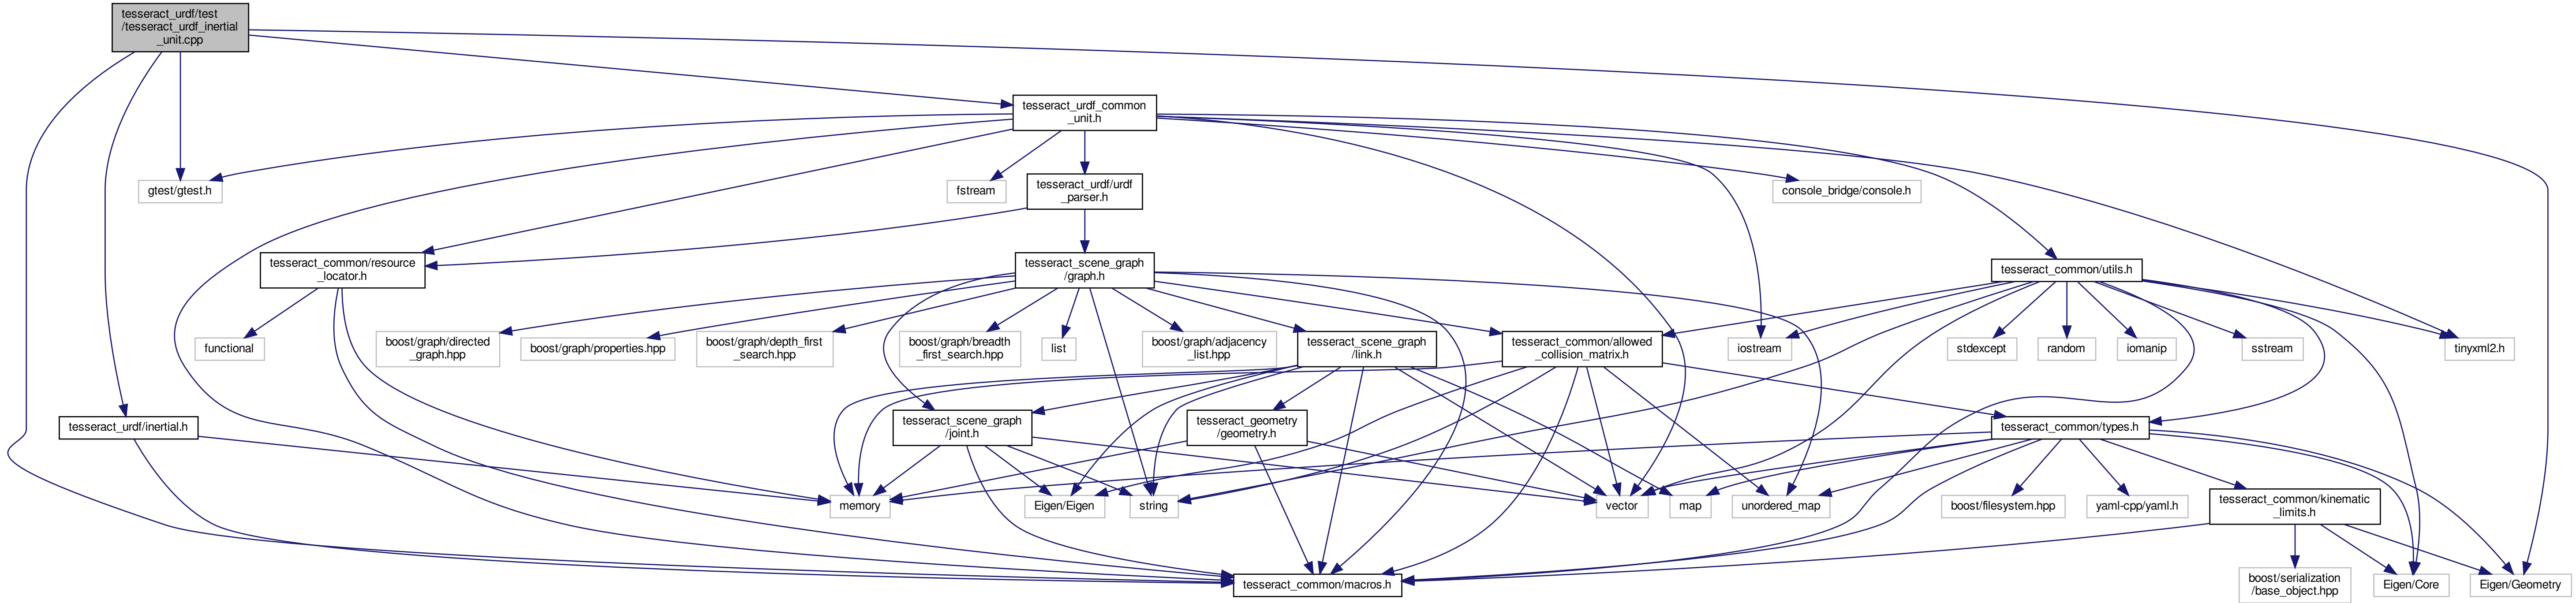 tesseract_urdf/test
/tesseract_urdf_inertial
_unit.cpp
tesseract_urdf_common
_unit.h
gtest/gtest.h
fstream
tesseract_urdf/urdf
_parser.h
console_bridge/console.h
tesseract_common/resource
_locator.h
tesseract_scene_graph
/graph.h
tesseract_common/utils.h
functional
boost/graph/directed
_graph.hpp
boost/graph/properties.hpp
boost/graph/depth_first
_search.hpp
boost/graph/breadth
_first_search.hpp
list
boost/graph/adjacency
_list.hpp
tesseract_scene_graph
/link.h
tesseract_common/allowed
_collision_matrix.h
iostream
stdexcept
random
iomanip
sstream
tinyxml2.h
tesseract_urdf/inertial.h
tesseract_scene_graph
/joint.h
tesseract_geometry
/geometry.h
tesseract_common/types.h
memory
Eigen/Eigen
string
vector
map
unordered_map
boost/filesystem.hpp
yaml-cpp/yaml.h
tesseract_common/kinematic
_limits.h
tesseract_common/macros.h
boost/serialization
/base_object.hpp
Eigen/Core
Eigen/Geometry